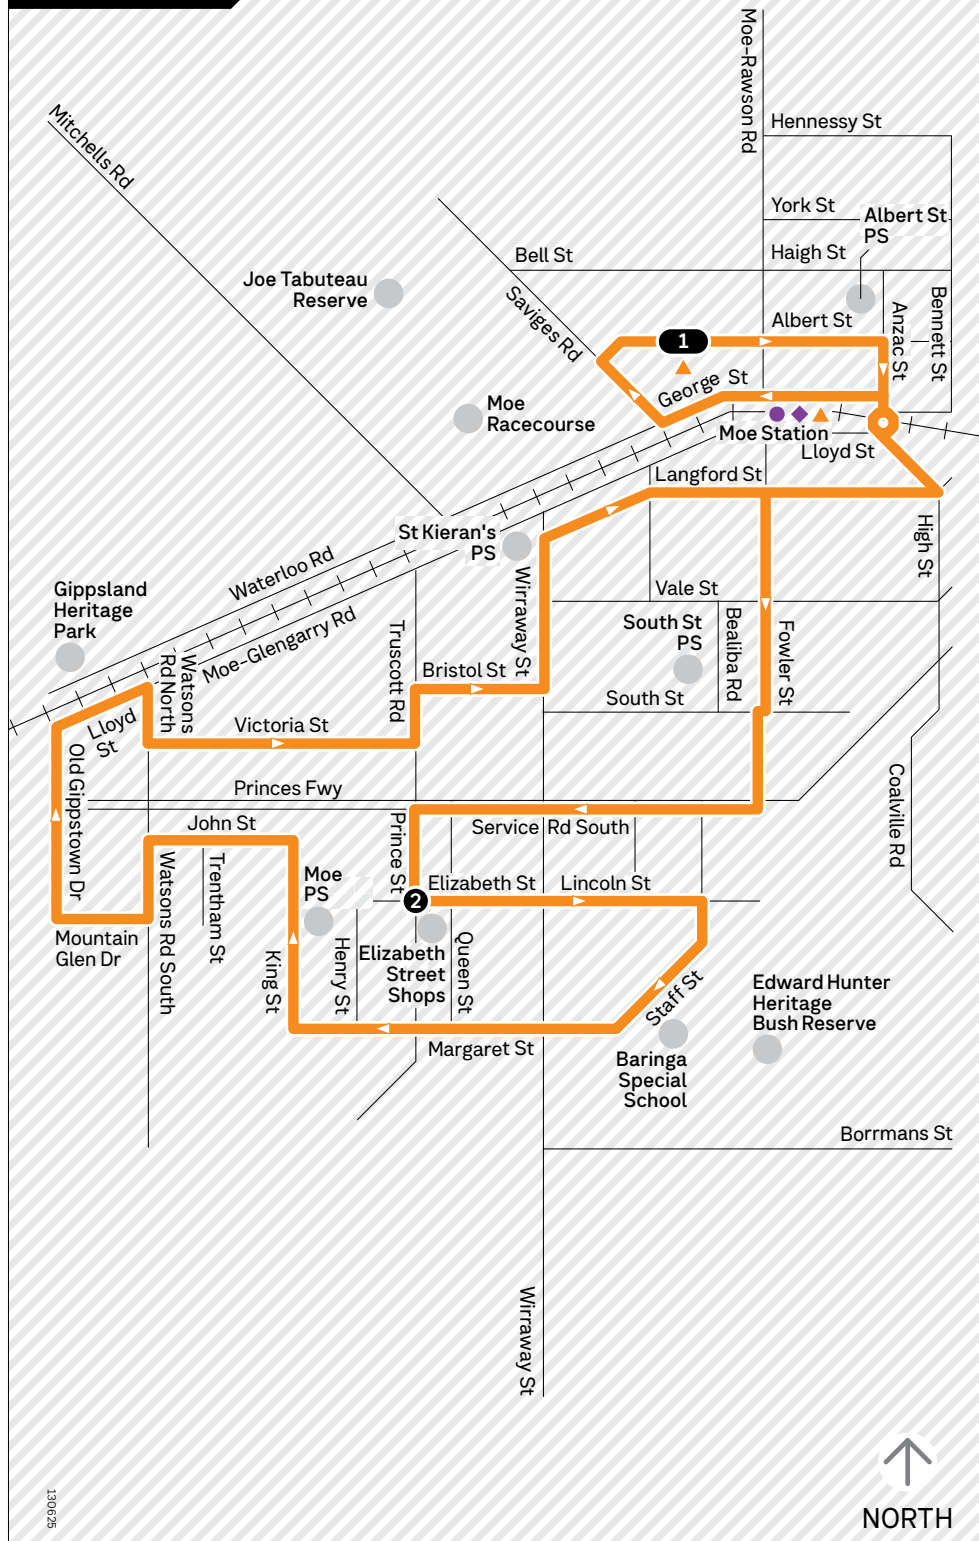 Moe-Rawson Rd
Hennessy St
Mitchells Rd
York St
Albert St
PS
Bell St
Haigh St
Joe Tabuteau
Reserve
Saviges Rd
Albert St
Anzac St
Bennett St
1
George St
Moe
Racecourse
Moe Station
Lloyd St
Langford St
St Kieran's
PS
High St
Waterloo Rd
Wirraway St
Gippsland
Heritage
Park
Vale St
Moe-Glengarry Rd
South St
PS
Bealiba Rd
Fowler St
Truscott Rd
Bristol St
Watsons
Rd North
South St
Lloyd
St
Victoria St
Old Gippstown Dr
Princes Fwy
Coalville Rd
John St
Prince St
Service Rd South
Moe
PS
Elizabeth St
Lincoln St
2
Trentham St
Watsons Rd South
Mountain
Glen Dr
King St
Henry St
Elizabeth
Street
Shops
Queen St
Staff St
Edward Hunter
Heritage
Bush Reserve
Margaret St
Baringa
Special
School
Borrmans St
Wirraway St
130625
NORTH